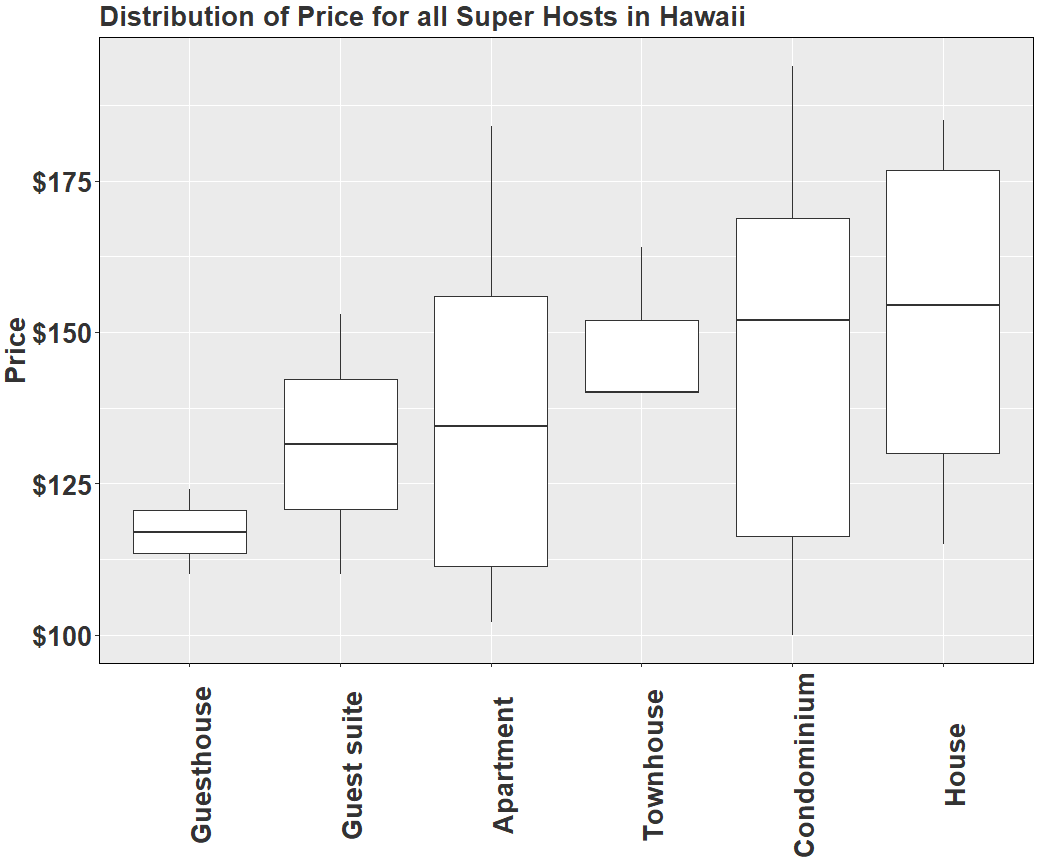 Distribution of Price for all Super Hosts in Hawaii
Price
$175
$150
$125
$100
Guesthouse
Guest suite
Apartment
Townhouse
Condominium
House